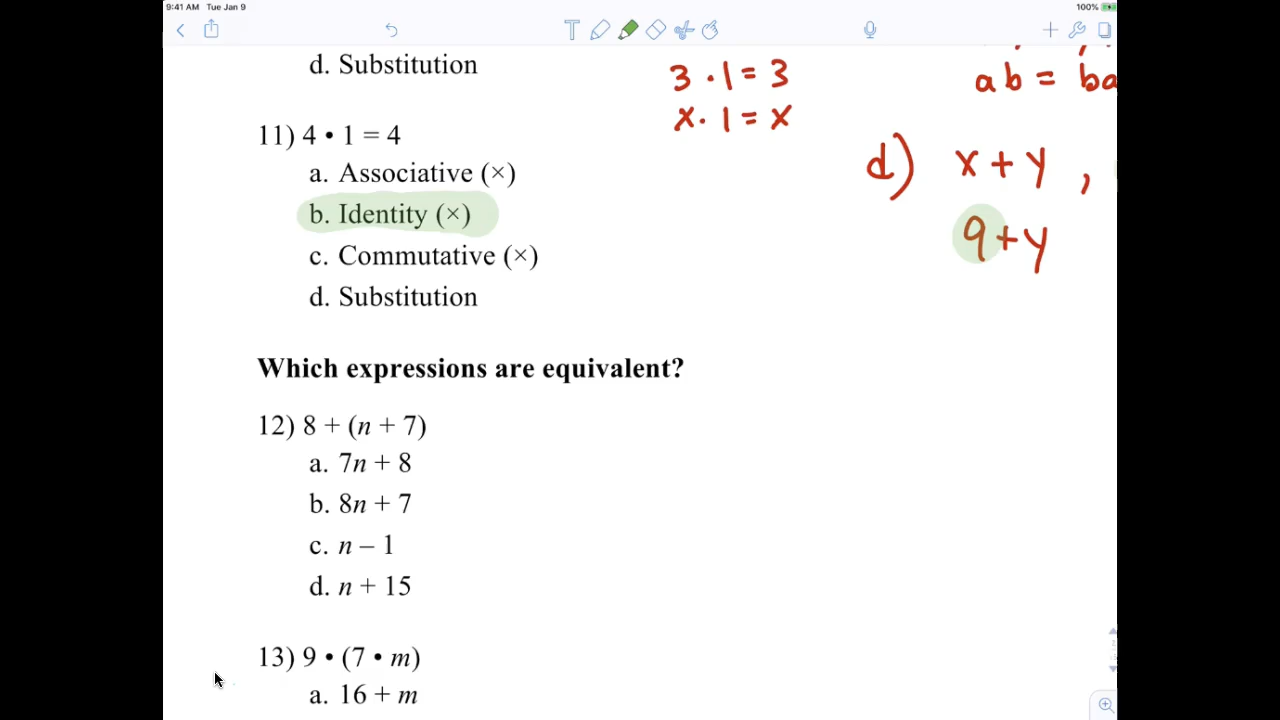 9:41 AM Tue Jan 9
100%
d. Substitution
3 · 1 = 3
ab = ba
x · 1 = x
11) 4 • 1 = 4
a. Associative (×)
d) x + y ,
b. Identity (×)
9 + y
c. Commutative (×)
d. Substitution
Which expressions are equivalent?
12) 8 + (n + 7)
a. 7n + 8
b. 8n + 7
c. n – 1
d. n + 15
13) 9 • (7 • m)
a. 16 + m